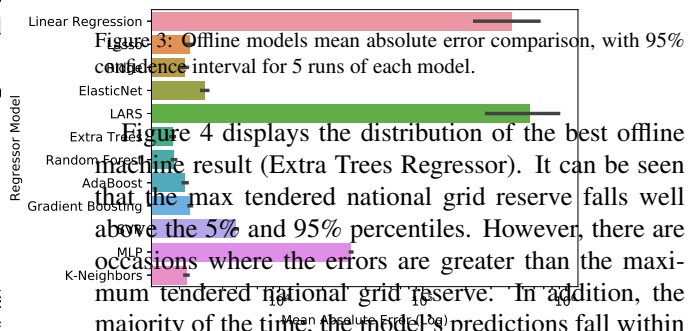 Linear Regression
Figure 3: Offline models mean absolute error comparison, with 95%
Lasso
confidence interval for 5 runs of each model.
Ridge
ElasticNet
LARS
Figure 4 displays the distribution of the best offline
Extra Trees
machine result (Extra Trees Regressor). It can be seen
Random Forest
AdaBoost
that the max tendered national grid reserve falls well
Gradient Boosting
above the 5% and 95% percentiles. However, there are
SVR
MLP
occasions where the errors are greater than the maxi-
K-Neighbors
mum tendered national grid reserve. In addition, the
Mean Absolute Error (Log)
majority of the time, the model's predictions fall within
Regressor Model